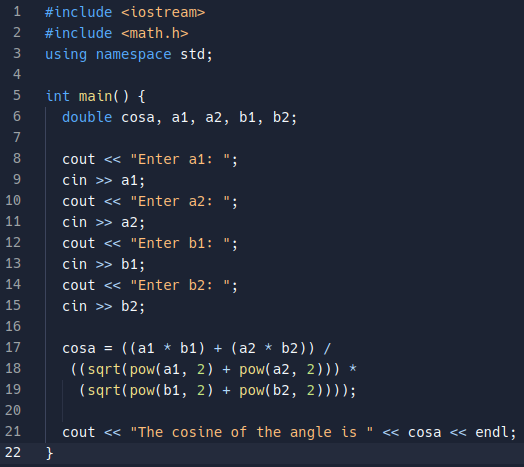 1 #include <iostream>
2 #include <math.h>
3 using namespace std;
4
5 int main() {
6   double cosa, a1, a2, b1, b2;
7
8   cout << "Enter a1: ";
9   cin >> a1;
10   cout << "Enter a2: ";
11   cin >> a2;
12   cout << "Enter b1: ";
13   cin >> b1;
14   cout << "Enter b2: ";
15   cin >> b2;
16
17   cosa = ((a1 * b1) + (a2 * b2)) /
18    ((sqrt(pow(a1, 2) + pow(a2, 2))) *
19     (sqrt(pow(b1, 2) + pow(b2, 2))));
20
21   cout << "The cosine of the angle is " << cosa << endl;
22 }